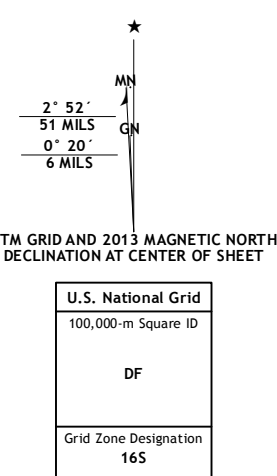 ★
MN
2° 52´
51 MILS
GN
0° 20´
6 MILS
TM GRID AND 2013 MAGNETIC NORTH
DECLINATION AT CENTER OF SHEET
U.S. National Grid
100,000-m Square ID
DF
Grid Zone Designation
16S